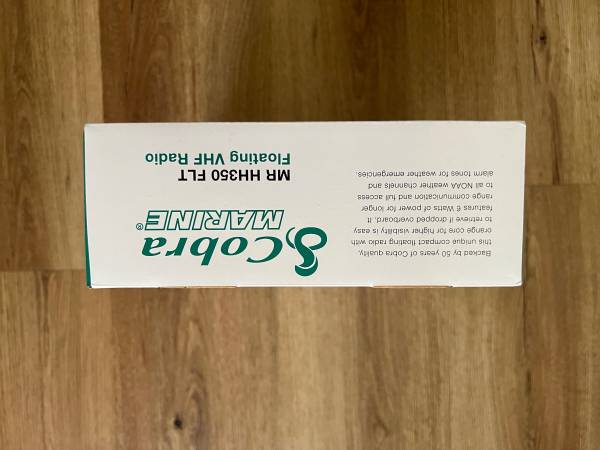 Cobra
MARINE®
MR HH350 FLT
Floating VHF Radio
Backed by 50 years of Cobra quality,
this unique compact floating radio with
orange core for higher visibility is easy
to retrieve if dropped overboard. It
features 6 Watts of power for longer
range communication and full access
to all NOAA weather channels and
alarm tones for weather emergencies.